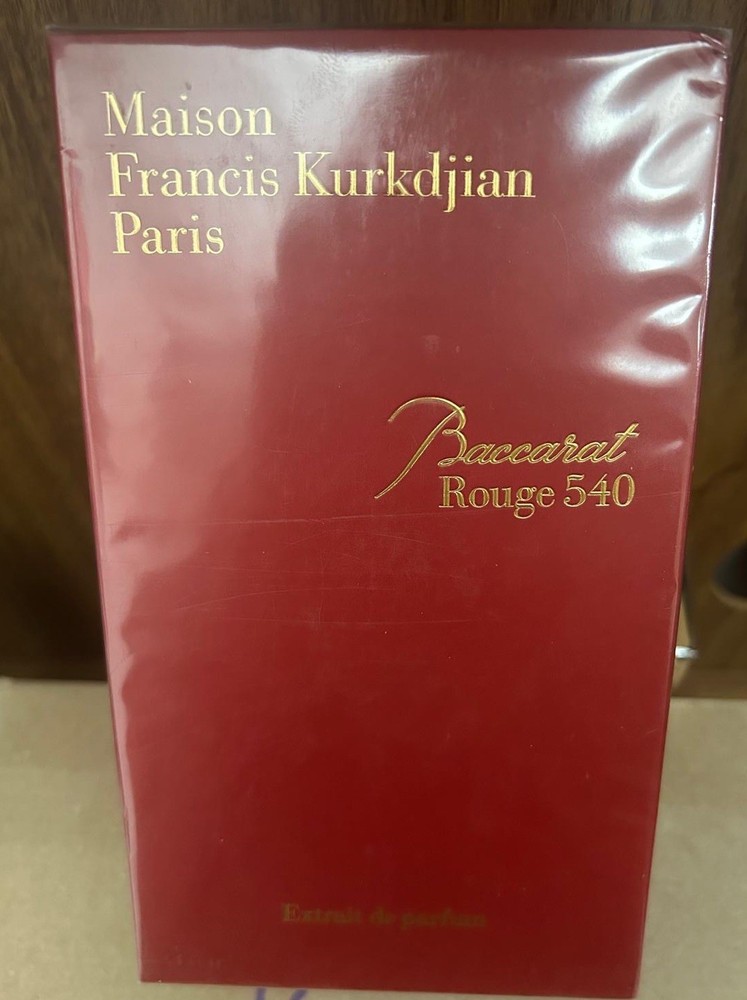 Maison
Francis Kurkdjian
Paris
Baccarat
Rouge 540
Extrait de parfum